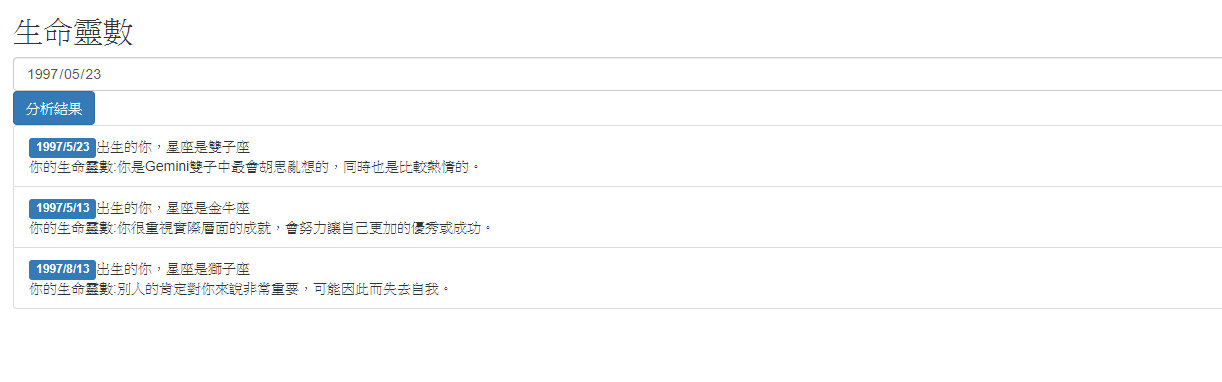 生命靈數
1997/05/23
分析結果
1997/5/23出生的你，星座是雙子座
你的生命靈數:你是Gemini雙子中最會胡思亂想的，同時也是比較熱情的。
1997/5/13出生的你，星座是金牛座
你的生命靈數:你很重視實際層面的成就，會努力讓自己更加的優秀或成功。
1997/8/13出生的你，星座是獅子座
你的生命靈數:別人的肯定對你來說非常重要，可能因此而失去自我。